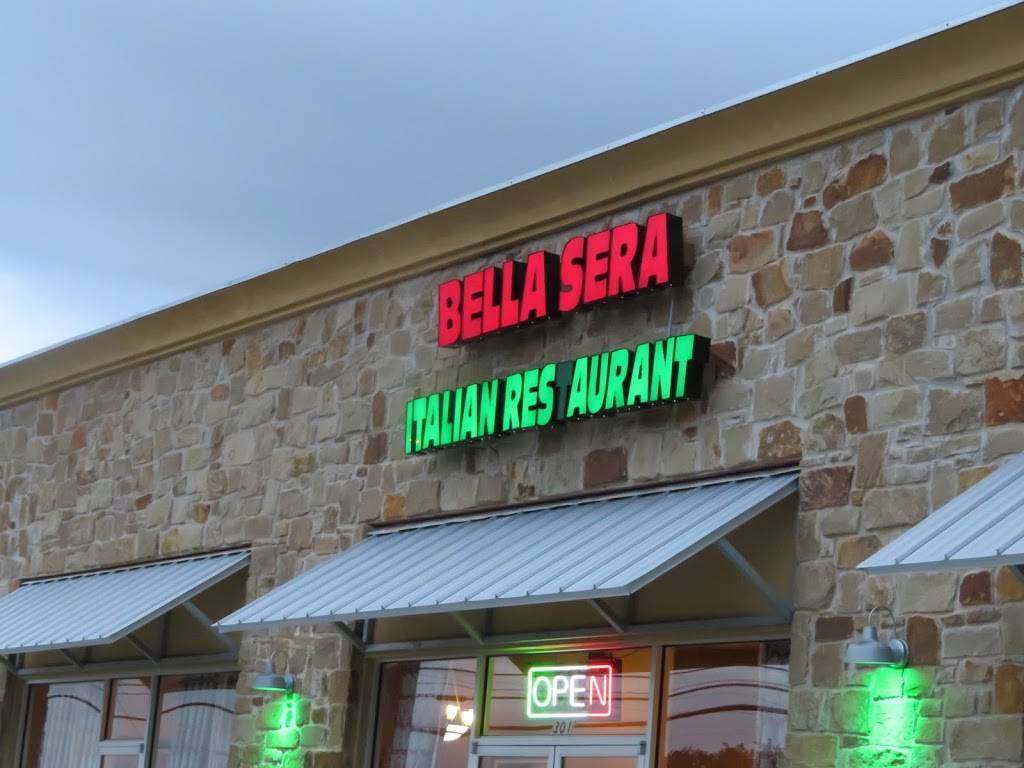 BELLA SERA
ITALIAN RESTAURANT
OPEN
301